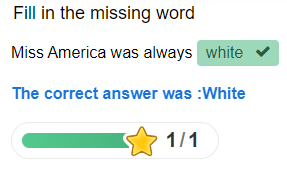 Fill in the missing word
Miss America was always white ✔
The correct answer was :White
1/1